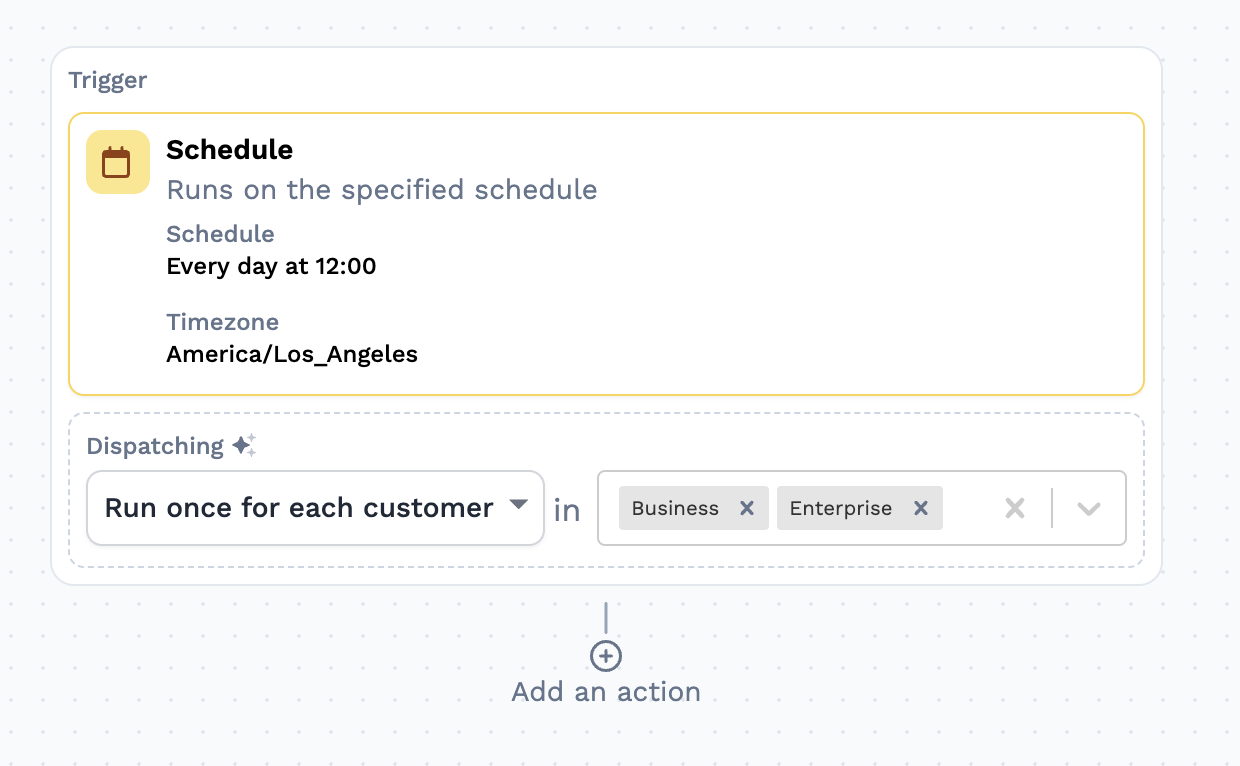 Trigger
Schedule
Runs on the specified schedule
Schedule
Every day at 12:00
Timezone
America/Los_Angeles
Dispatching
Run once for each customer in Business Enterprise
Add an action